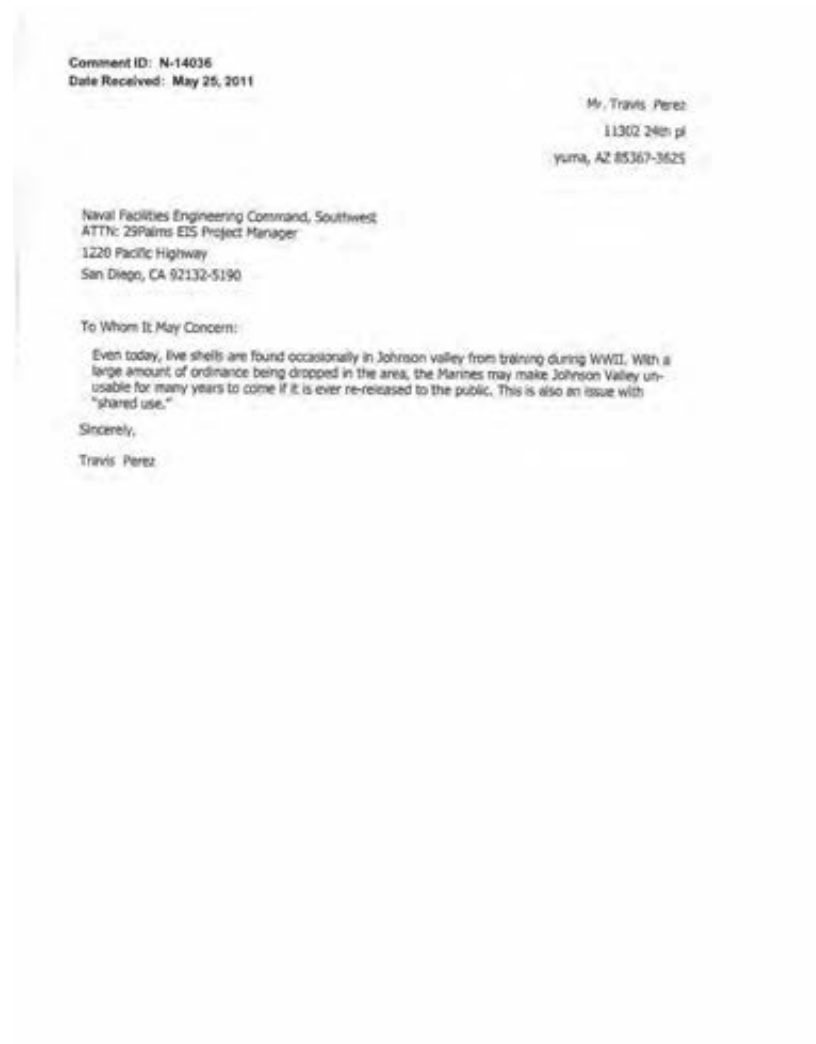 Comment ID: N-14036
Date Received: May 25, 2011
Mr. Travis Perez
11302 24th pl
yuma, AZ 85367-3625
Naval Facilities Engineering Command, Southwest
ATTN: 29Palms EIS Project Manager
1220 Pacific Highway
San Diego, CA 92132-5190
To Whom It May Concern:
Even today, live shells are found occasionally in Johnson valley from training during WWII. With a
large amount of ordinance being dropped in the area, the Marines may make Johnson Valley un-
usable for many years to come if it is ever re-released to the public. This is also an issue with
"shared use."
Sincerely,
Travis Perez